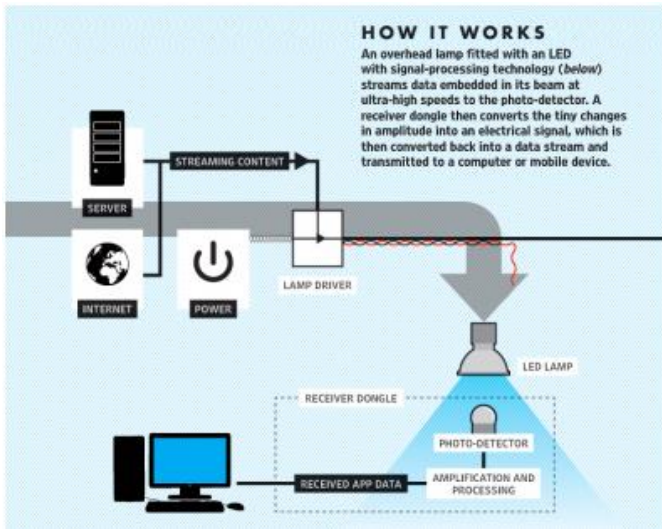 HOW IT WORKS
An overhead lamp fitted with an LED
with signal-processing technology (below)
streams data embedded in its beam at
ultra-high speeds to the photo-detector. A
receiver dongle then converts the tiny changes
in amplitude into an electrical signal, which is
then converted back into a data stream and
transmitted to a computer or mobile device.
STREAMING CONTENT
SERVER
INTERNET
POWER
LAMP DRIVER
LED LAMP
RECEIVER DONGLE
PHOTO-DETECTOR
RECEIVED APP DATA
AMPLIFICATION AND
PROCESSING